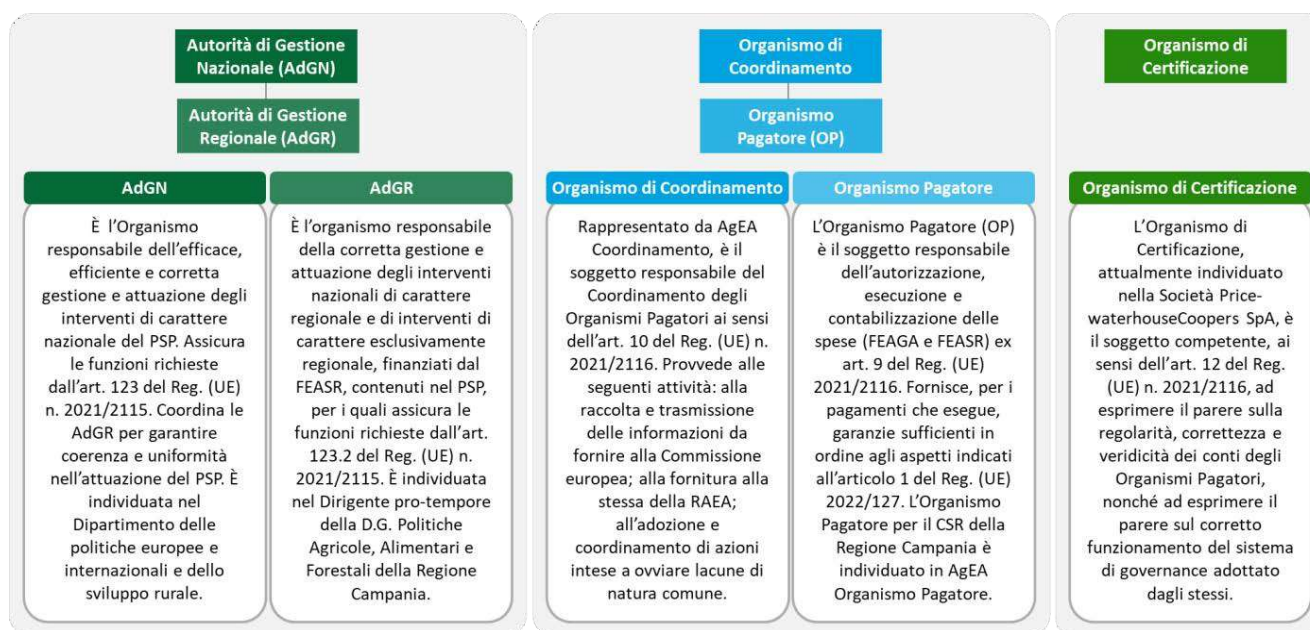 Autorità di Gestione
Nazionale (AdGN)
Autorità di Gestione
Regionale (AdGR)
Organismo di
Coordinamento
Organismo
Pagatore (OP)
Organismo di
Certificazione
AdGN
È l’Organismo
responsabile dell’efficace,
efficiente e corretta
gestione e attuazione degli
interventi di carattere
nazionale del PSP. Assicura
le funzioni richieste
dall’art. 123 del Reg. (UE)
n. 2021/2115. Coordina le
AdGR per garantire
coerenza e uniformità
nell’attuazione del PSP. È
individuata nel
Dipartimento delle
politiche europee e
internazionali e dello
sviluppo rurale.
AdGR
È l’organismo responsabile
della corretta gestione e
attuazione degli interventi
nazionali di carattere
regionale e di interventi di
carattere esclusivamente
regionale, finanziati dal
FEASR, contenuti nel PSP,
per i quali assicura le
funzioni richieste dall’art.
123.2 del Reg. (UE) n.
2021/2115. È individuata
nel Dirigente pro-tempore
della D.G. Politiche
Agricole, Alimentari e
Forestali della Regione
Campania.
Organismo di Coordinamento
Rappresentato da AgEA
Coordinamento, è il
soggetto responsabile del
Coordinamento degli
Organismi Pagatori ai sensi
dell’art. 10 del Reg. (UE) n.
2021/2116. Provvede alle
seguenti attività: alla
raccolta e trasmissione
delle informazioni da
fornire alla Commissione
europea; alla fornitura alla
stessa della RAEA;
all’adozione e
coordinamento di azioni
intese a ovviare lacune di
natura comune.
Organismo Pagatore
L’Organismo Pagatore (OP)
è il soggetto responsabile
dell’autorizzazione,
esecuzione e
contabilizzazione delle
spese (FEAGA e FEASR) ex
art. 9 del Reg. (UE)
2021/2116. Fornisce, per i
pagamenti che esegue,
garanzie sufficienti in
ordine agli aspetti indicati
all’articolo 1 del Reg. (UE)
2022/127. L’Organismo
Pagatore per il CSR della
Regione Campania è
individuato in AgEA
Organismo Pagatore.
Organismo di Certificazione
L’Organismo di
Certificazione,
attualmente individuato
nella Società Price-
waterhouseCoopers SpA, è
il soggetto competente, ai
sensi dell’art. 12 del Reg.
(UE) n. 2021/2116, ad
esprimere il parere sulla
regolarità, correttezza e
veridicità dei conti degli
Organismi Pagatori,
nonché ad esprimere il
parere sul corretto
funzionamento del sistema
di governance adottato
dagli stessi.